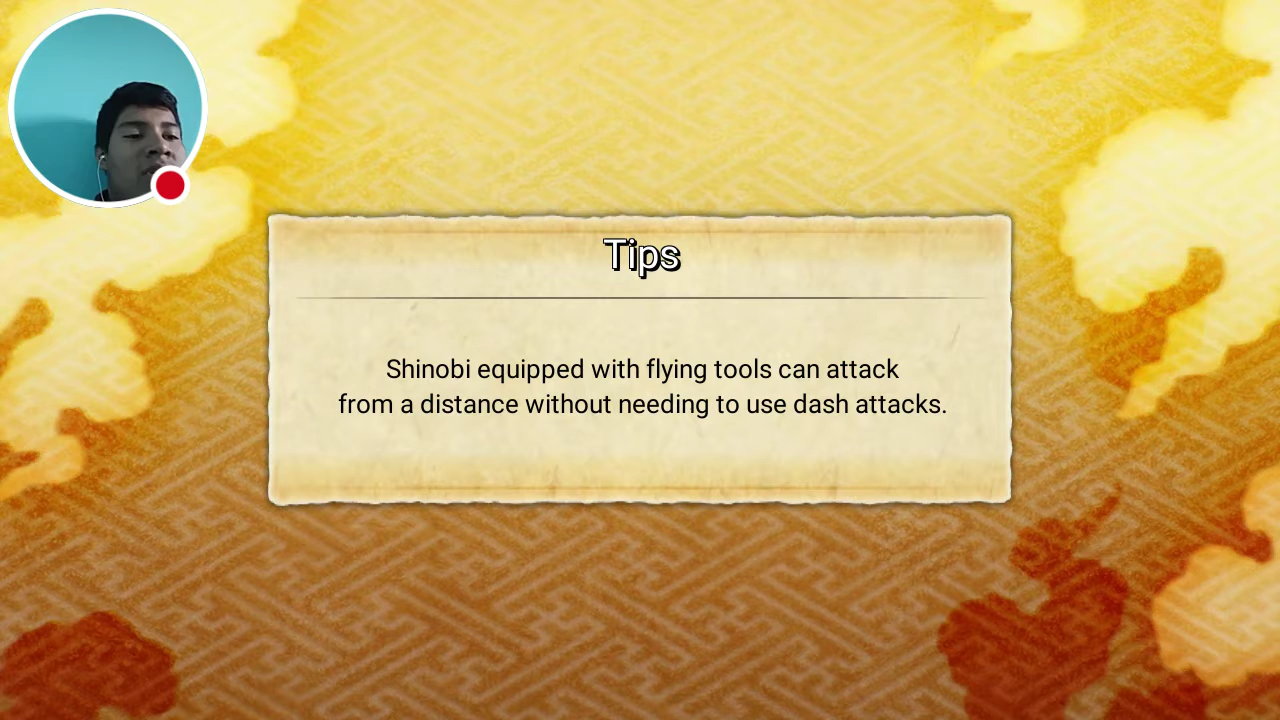 Tips
Shinobi equipped with flying tools can attack
from a distance without needing to use dash attacks.